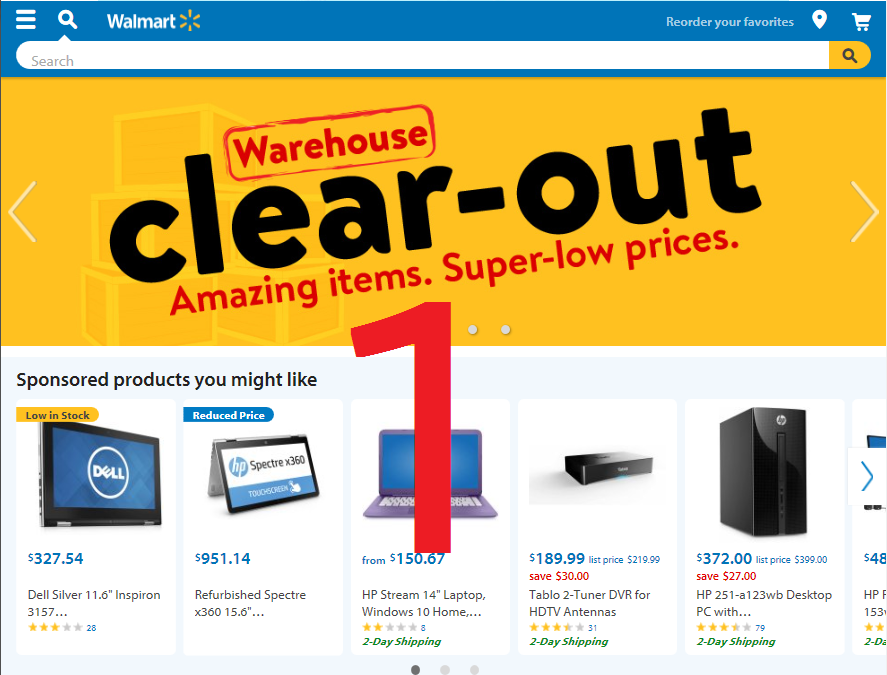 Walmart
Reorder your favorites
Search
Warehouse
clear-out
Amazing items. Super-low prices.
1
Sponsored products you might like
Low in Stock
DELL
$327.54
Dell Silver 11.6" Inspiron
3157...
28
Reduced Price
hp Spectre x360
TOUCHSCREEN
$951.14
Refurbished Spectre
x360 15.6"...
from $150.67
HP Stream 14" Laptop,
Windows 10 Home,...
8
2-Day Shipping
$189.99 list price $219.99
save $30.00
Tablo 2-Tuner DVR for
HDTV Antennas
31
2-Day Shipping
hp
$372.00 list price $399.00
save $27.00
HP 251-a123wb Desktop
PC with...
79
2-Day Shipping